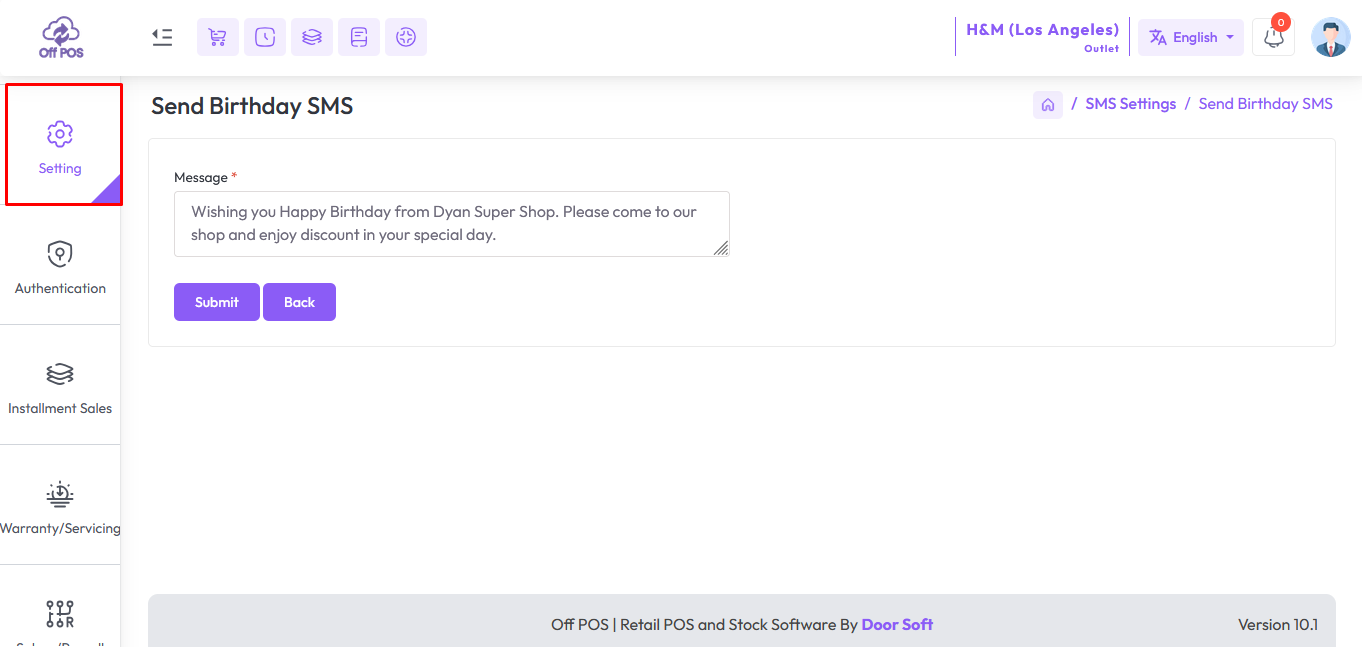 Off POS
H&M (Los Angeles)
Outlet
English
0
Setting
Authentication
Installment Sales
Warranty/Servicing
Send Birthday SMS
/ SMS Settings / Send Birthday SMS
Message *
Wishing you Happy Birthday from Dyan Super Shop. Please come to our
shop and enjoy discount in your special day.
Submit
Back
Off POS | Retail POS and Stock Software By Door Soft
Version 10.1